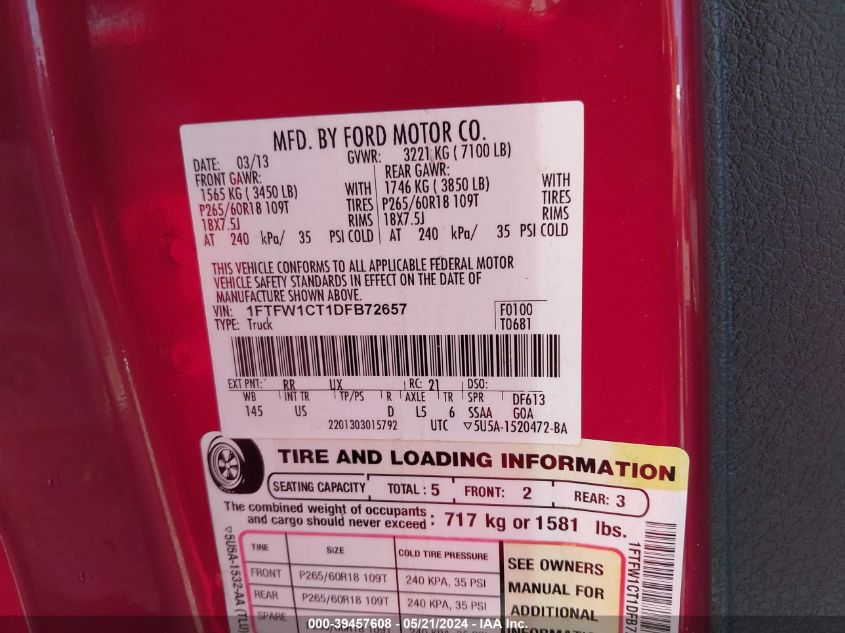 MFD. BY FORD MOTOR CO.
DATE: 03/13 GVWR: 3221 KG ( 7100 LB)
FRONT GAWR: REAR GAWR:
1565 KG ( 3450 LB) WITH 1746 KG ( 3850 LB) WITH
P265/60R18 109T TIRES P265/60R18 109T TIRES
18X7.5J RIMS 18X7.5J RIMS
AT 240 kPa/ 35 PSI COLD AT 240 kPa/ 35 PSI COLD
THIS VEHICLE CONFORMS TO ALL APPLICABLE FEDERAL MOTOR
VEHICLE SAFETY STANDARDS IN EFFECT ON THE DATE OF
MANUFACTURE SHOWN ABOVE.
VIN: 1FTFW1CT1DFB72657 F0100
TYPE: Truck T0681
EXT PNT: RR UX RC: 21 DSO:
WB INT TR TP/PS R AXLE TR SPR DF613
145 US D L5 6 SSAA GOA
2201303015792 UTC ▽5U5A-1520472-BA
TIRE AND LOADING INFORMATION
SEATING CAPACITY TOTAL: 5 FRONT: 2 REAR: 3
The combined weight of occupants
and cargo should never exceed: 717 kg or 1581 lbs.
TIRE SIZE COLD TIRE PRESSURE
FRONT P265/60R18 109T 240 KPA, 35 PSI
REAR P265/60R18 109T 240 KPA, 35 PSI
SPARE
SEE OWNERS
MANUAL FOR
ADDITIONAL
INFORMATION
▽5U5A-1532-AA (TLU)
1FTFW1CT1DFB7
000-39457608 - 05/21/2024 - IAA Inc.